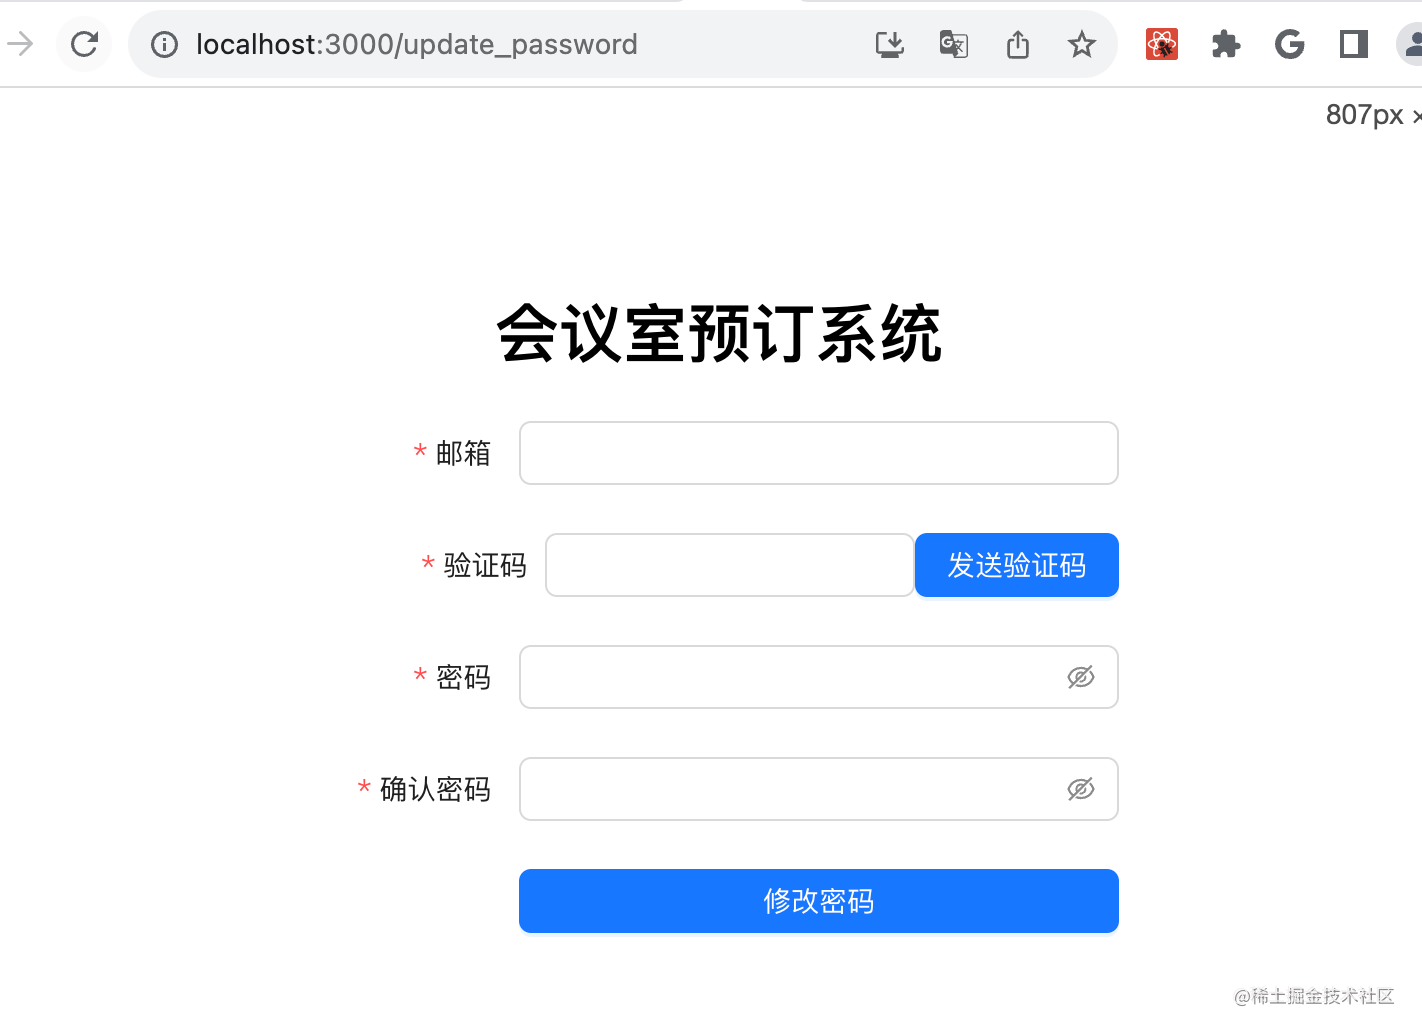 localhost:3000/update_password
807px ×
会议室预订系统
* 邮箱
* 验证码 发送验证码
* 密码
* 确认密码
修改密码
@稀土掘金技术社区